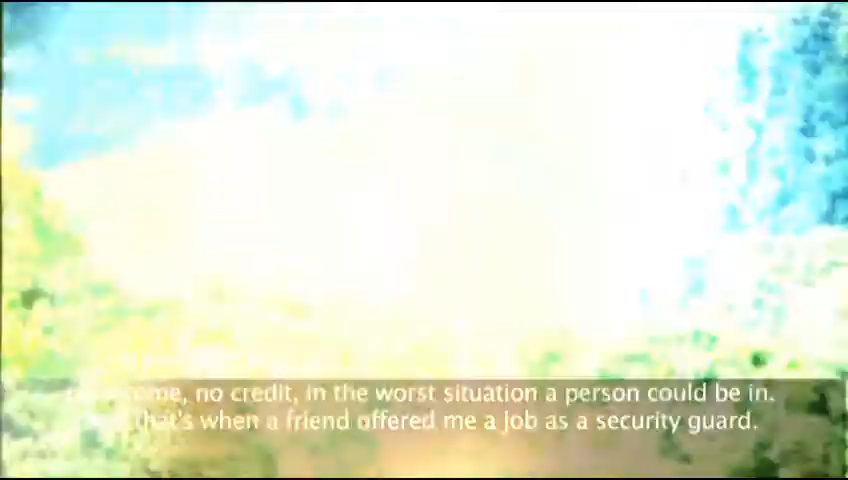 no credit, in the worst situation a person could be in.
that's when a friend offered me a job as a security guard.